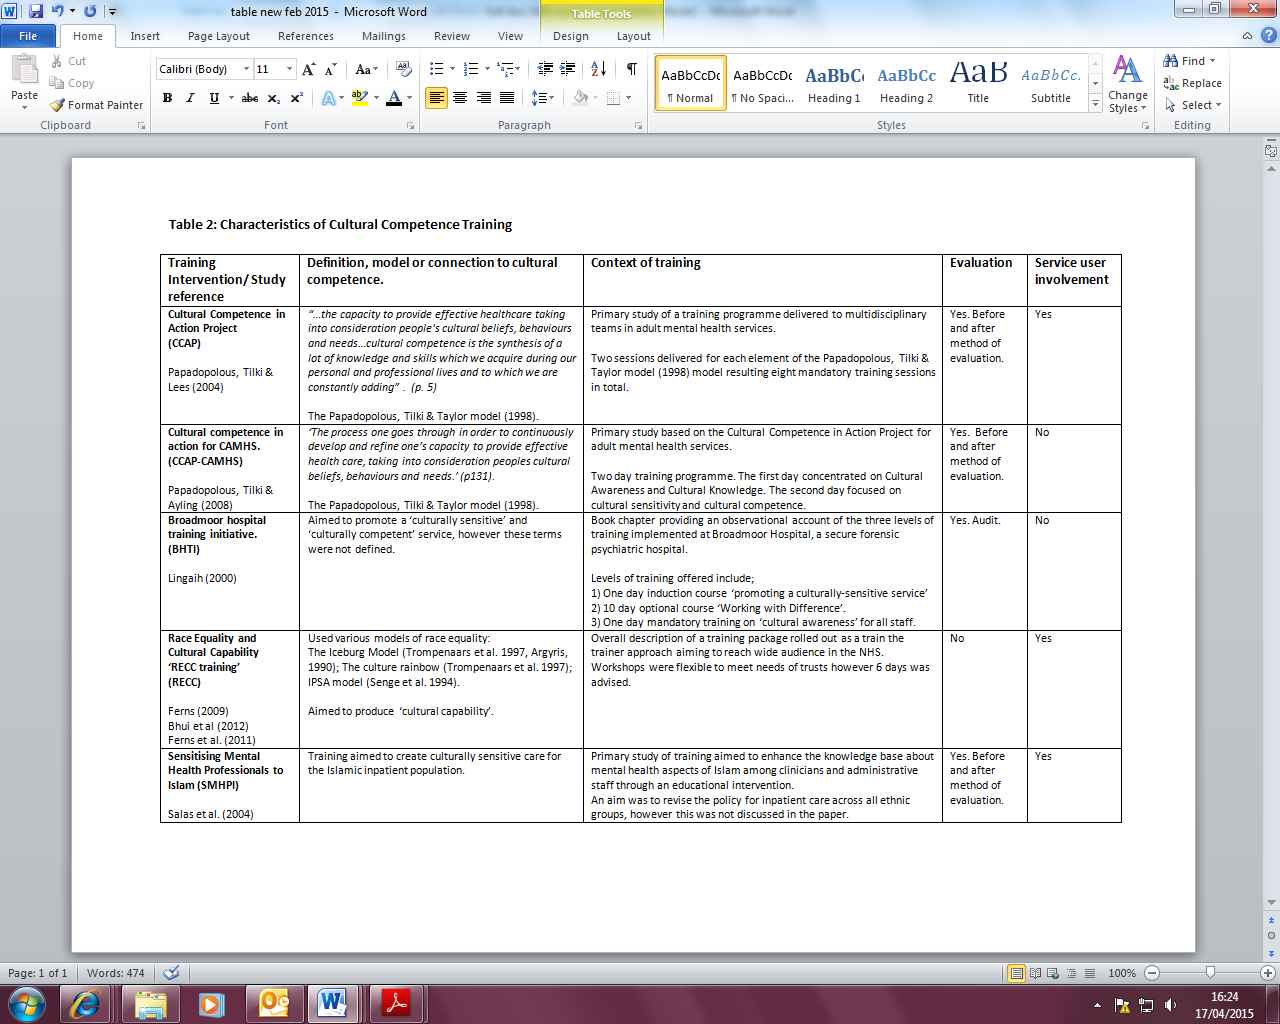 table new feb 2015 - Microsoft Word
Table Tools
File Home Insert Page Layout References Mailings Review View Design Layout
Paste
Cut
Copy
Format Painter
Clipboard
Calibri (Body) 11
Font
Paragraph
AaBbCcDc AaBbCcDc AaBbCc AaBbCc AaB AaBbCc.
¶ Normal ¶ No Spaci... Heading 1 Heading 2 Title Subtitle
Change Styles
Styles
Find
Replace
Select
Editing
Table 2: Characteristics of Cultural Competence Training
Training
Intervention/ Study
reference
Definition, model or connection to cultural
competence.
Context of training
Evaluation
Service user
involvement
Cultural Competence in
Action Project
(CCAP)
Papadopolous, Tilki &
Lees (2004)
“...the capacity to provide effective healthcare taking
into consideration people's cultural beliefs, behaviours
and needs...cultural competence is the synthesis of a
lot of knowledge and skills which we acquire during our
personal and professional lives and to which we are
constantly adding” . (p. 5)
The Papadopolous, Tilki & Taylor model (1998).
Primary study of a training programme delivered to multidisciplinary
teams in adult mental health services.
Two sessions delivered for each element of the Papadopolous, Tilki &
Taylor model (1998) model resulting eight mandatory training sessions
in total.
Yes. Before
and after
method of
evaluation.
Yes
Cultural competence in
action for CAMHS.
(CCAP-CAMHS)
Papadopolous, Tilki &
Ayling (2008)
‘The process one goes through in order to continuously
develop and refine one’s capacity to provide effective
health care, taking into consideration peoples cultural
beliefs, behaviours and needs.’ (p131).
The Papadopolous, Tilki & Taylor model (1998).
Primary study based on the Cultural Competence in Action Project for
adult mental health services.
Two day training programme. The first day concentrated on Cultural
Awareness and Cultural Knowledge. The second day focused on
cultural sensitivity and cultural competence.
Yes. Before
and after
method of
evaluation.
No
Broadmoor hospital
training initiative.
(BHTI)
Lingaih (2000)
Aimed to promote a ‘culturally sensitive’ and
‘culturally competent’ service, however these terms
were not defined.
Book chapter providing an observational account of the three levels of
training implemented at Broadmoor Hospital, a secure forensic
psychiatric hospital.
Levels of training offered include;
1) One day induction course ‘promoting a culturally-sensitive service’
2) 10 day optional course ‘Working with Difference’.
3) One day mandatory training on ‘cultural awareness’ for all staff.
Yes. Audit.
No
Race Equality and
Cultural Capability
‘RECC training’
(RECC)
Ferns (2009)
Bhui et al (2012)
Ferns et al. (2011)
Used various models of race equality:
The Iceburg Model (Trompenaars et al. 1997, Argyris,
1990); The culture rainbow (Trompenaars et al. 1997);
IPSA model (Senge et al. 1994).
Aimed to produce ‘cultural capability’.
Overall description of a training package rolled out as a train the
trainer approach aiming to reach wide audience in the NHS.
Workshops were flexible to meet needs of trusts however 6 days was
advised.
No
Yes
Sensitising Mental
Health Professionals to
Islam (SMHPI)
Salas et al. (2004)
Training aimed to create culturally sensitive care for
the Islamic inpatient population.
Primary study of training aimed to enhance the knowledge base about
mental health aspects of Islam among clinicians and administrative
staff through an educational intervention.
An aim was to revise the policy for inpatient care across all ethnic
groups, however this was not discussed in the paper.
Yes. Before
and after
method of
evaluation.
Yes
Page: 1 of 1 Words: 474 100%
16:24
17/04/2015